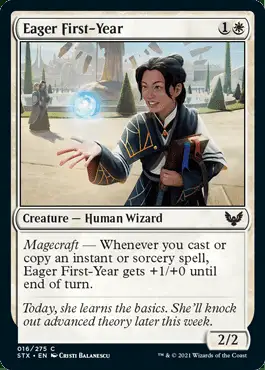 Eager First-Year 1
Creature — Human Wizard
Magecraft — Whenever you cast or
copy an instant or sorcery spell,
Eager First-Year gets +1/+0 until
end of turn.
Today, she learns the basics. She'll knock
out advanced theory later this week.
2/2
016/275 C
STX • EN Cristi Balanescu
™ & © 2021 Wizards of the Coast